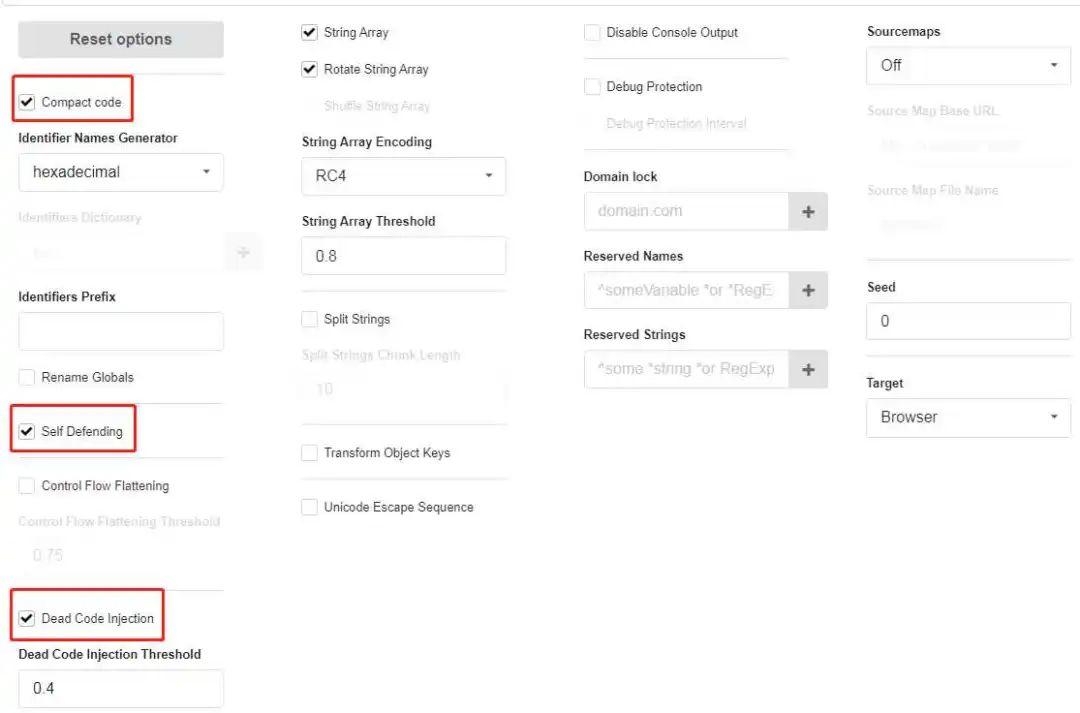 Reset options
Compact code
Identifier Names Generator
hexadecimal
Identifiers Dictionary
Identifiers Prefix
Rename Globals
Self Defending
Control Flow Flattening
Control Flow Flattening Threshold
0.75
Dead Code Injection
Dead Code Injection Threshold
0.4
String Array
Rotate String Array
Shuffle String Array
String Array Encoding
RC4
String Array Threshold
0.8
Split Strings
Split Strings Chunk Length
10
Transform Object Keys
Unicode Escape Sequence
Disable Console Output
Debug Protection
Debug Protection Interval
Domain lock
domain.com
+
Reserved Names
^someVariable *or *RegE
+
Reserved Strings
^some *string *or RegExp
+
Sourcemaps
Off
Source Map Base URL
Source Map File Name
Seed
0
Target
Browser